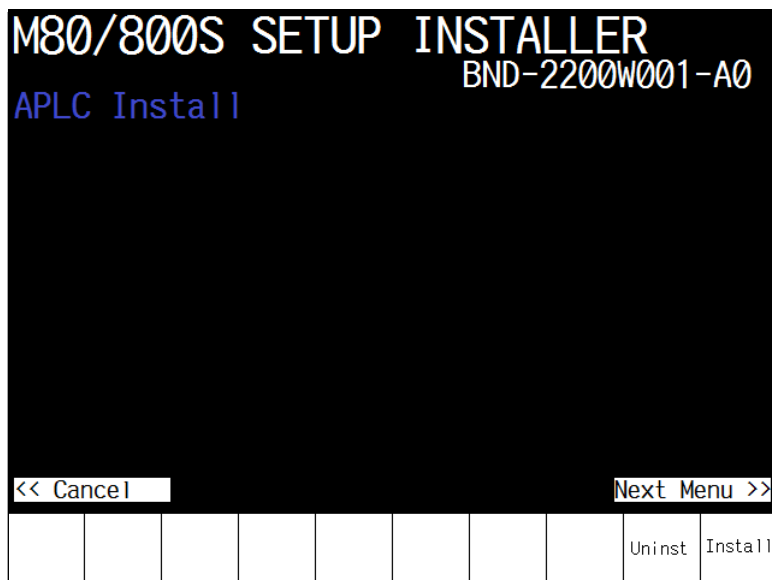 M80/800S SETUP INSTALLER
BND-2200W001-A0
APLC Install
<< Cancel
Next Menu >>
Uninst
Install